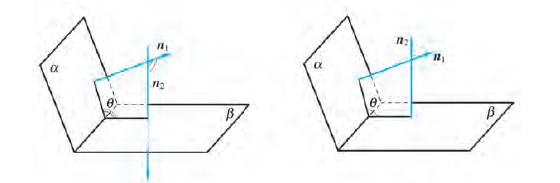 α n₁ n₂ θ β
α n₂ n₁ θ β